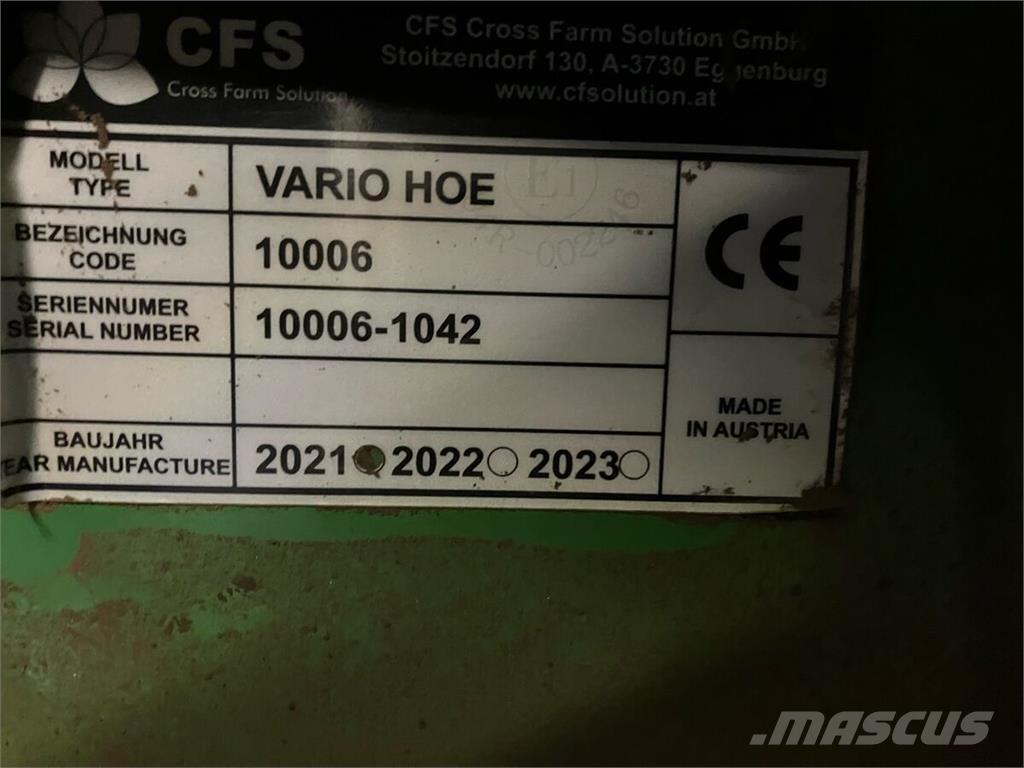 CFS
Cross Farm Solution
CFS Cross Farm Solution GmbH
Stoitzendorf 130, A-3730 Eggenburg
www.cfsolution.at
MODELL
TYPE
VARIO HOE
BEZEICHNUNG
CODE
10006
SERIENNUMER
SERIAL NUMBER
10006-1042
BAUJAHR
YEAR MANUFACTURE
2021 2022 2023
CE
MADE
IN AUSTRIA
E1
002246
MASCUS